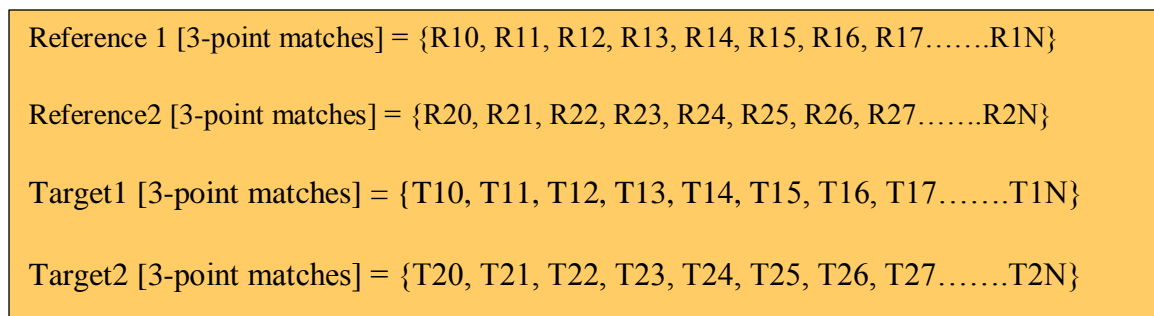 Reference 1 [3-point matches] = {R10, R11, R12, R13, R14, R15, R16, R17…….R1N}
Reference2 [3-point matches] = {R20, R21, R22, R23, R24, R25, R26, R27…….R2N}
Target1 [3-point matches] = {T10, T11, T12, T13, T14, T15, T16, T17…….T1N}
Target2 [3-point matches] = {T20, T21, T22, T23, T24, T25, T26, T27…….T2N}